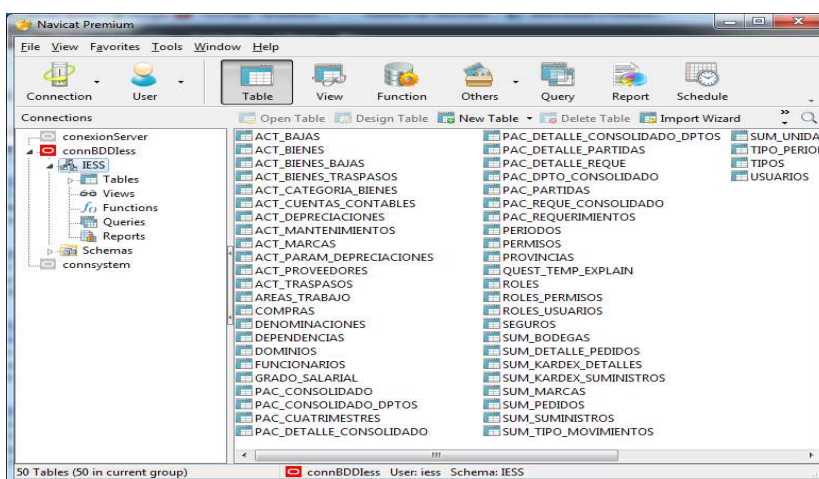 Navicat Premium
File View Favorites Tools Window Help
Connection User Table View Function Others Query Report Schedule
Connections
Open Table Design Table New Table Delete Table Import Wizard
conexionServer
connBDDIess
IESS
Tables
Views
Functions
Queries
Reports
Schemas
connsystem
ACT_BAJAS
ACT_BIENES
ACT_BIENES_BAJAS
ACT_BIENES_TRASPASOS
ACT_CATEGORIA_BIENES
ACT_CUENTAS_CONTABLES
ACT_DEPRECIACIONES
ACT_MANTENIMIENTOS
ACT_MARCAS
ACT_PARAM_DEPRECIACIONES
ACT_PROVEEDORES
ACT_TRASPASOS
AREAS_TRABAJO
COMPRAS
DENOMINACIONES
DEPENDENCIAS
DOMINIOS
FUNCIONARIOS
GRADO_SALARIAL
PAC_CONSOLIDADO
PAC_CONSOLIDADO_DPTOS
PAC_CUATRIMESTRES
PAC_DETALLE_CONSOLIDADO
PAC_DETALLE_CONSOLIDADO_DPTOS
PAC_DETALLE_PARTIDAS
PAC_DETALLE_REQUE
PAC_DPTO_CONSOLIDADO
PAC_PARTIDAS
PAC_REQUE_CONSOLIDADO
PAC_REQUERIMIENTOS
PERIODOS
PERMISOS
PROVINCIAS
QUEST_TEMP_EXPLAIN
ROLES
ROLES_PERMISOS
ROLES_USUARIOS
SEGUROS
SUM_BODEGAS
SUM_DETALLE_PEDIDOS
SUM_KARDEX_DETALLES
SUM_KARDEX_SUMINISTROS
SUM_MARCAS
SUM_PEDIDOS
SUM_SUMINISTROS
SUM_TIPO_MOVIMIENTOS
SUM_UNIDA
TIPO_PERIO
TIPOS
USUARIOS
50 Tables (50 in current group) connBDDIess User: iess Schema: IESS